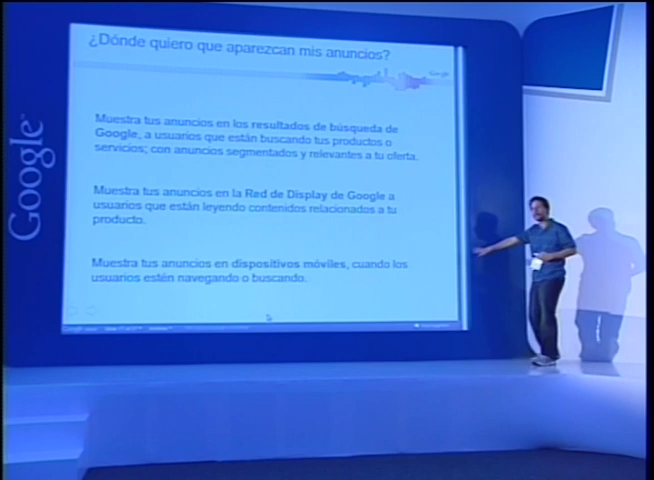 ¿Dónde quiero que aparezcan mis anuncios?
Google
Muestra tus anuncios en los resultados de búsqueda de
Google, a usuarios que están buscando tus productos o
servicios; con anuncios segmentados y relevantes a tu oferta.
Muestra tus anuncios en la Red de Display de Google a
usuarios que están leyendo contenidos relacionados a tu
producto.
Muestra tus anuncios en dispositivos móviles, cuando los
usuarios estén navegando o buscando.
Google